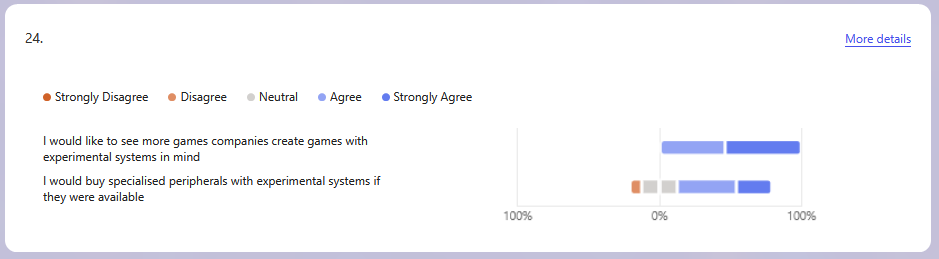 24.
More details
Strongly Disagree Disagree Neutral Agree Strongly Agree
I would like to see more games companies create games with
experimental systems in mind
I would buy specialised peripherals with experimental systems if
they were available
100% 0% 100%